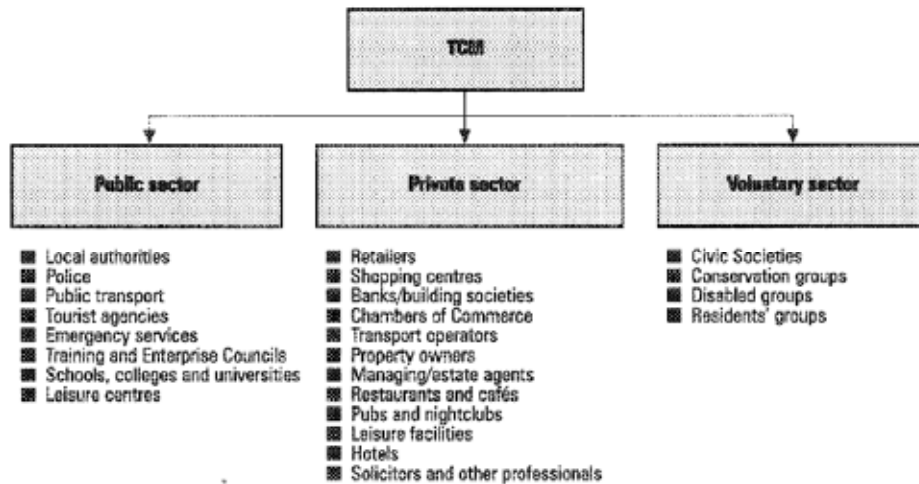 TCM
Public sector
Private sector
Voluntary sector
Local authorities
Police
Public transport
Tourist agencies
Emergency services
Training and Enterprise Councils
Schools, colleges and universities
Leisure centres
Retailers
Shopping centres
Banks/building societies
Chambers of Commerce
Transport operators
Property owners
Managing/estate agents
Restaurants and cafés
Pubs and nightclubs
Leisure facilities
Hotels
Solicitors and other professionals
Civic Societies
Conservation groups
Disabled groups
Residents' groups